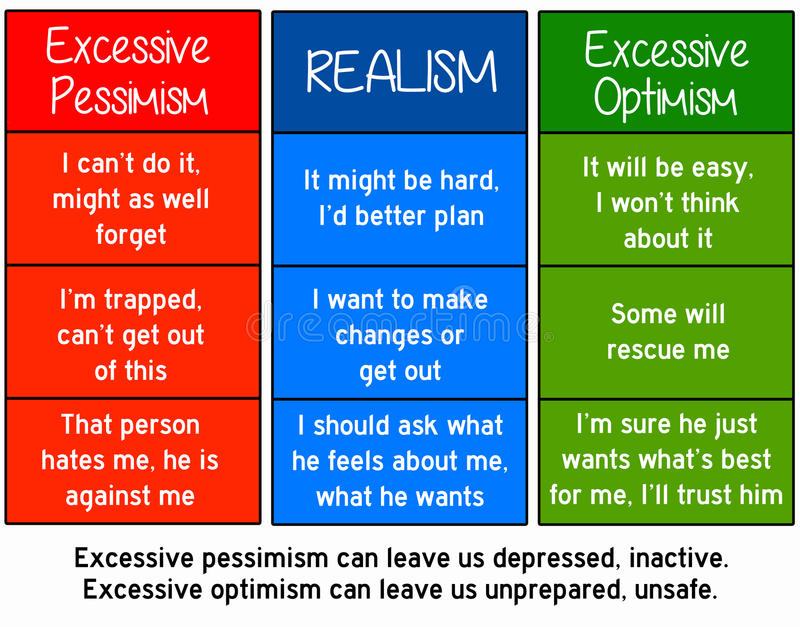 Excessive
Pessimism
I can't do it,
might as well
forget
I'm trapped,
can't get out
of this
That person
hates me, he is
against me
REALISM
It might be hard,
I'd better plan
I want to make
changes or
get out
I should ask what
he feels about me,
what he wants
Excessive
Optimism
It will be easy,
I won't think
about it
Some will
rescue me
I'm sure he just
wants what's best
for me, I'll trust him
dreamstime.com
Excessive pessimism can leave us depressed, inactive.
Excessive optimism can leave us unprepared, unsafe.